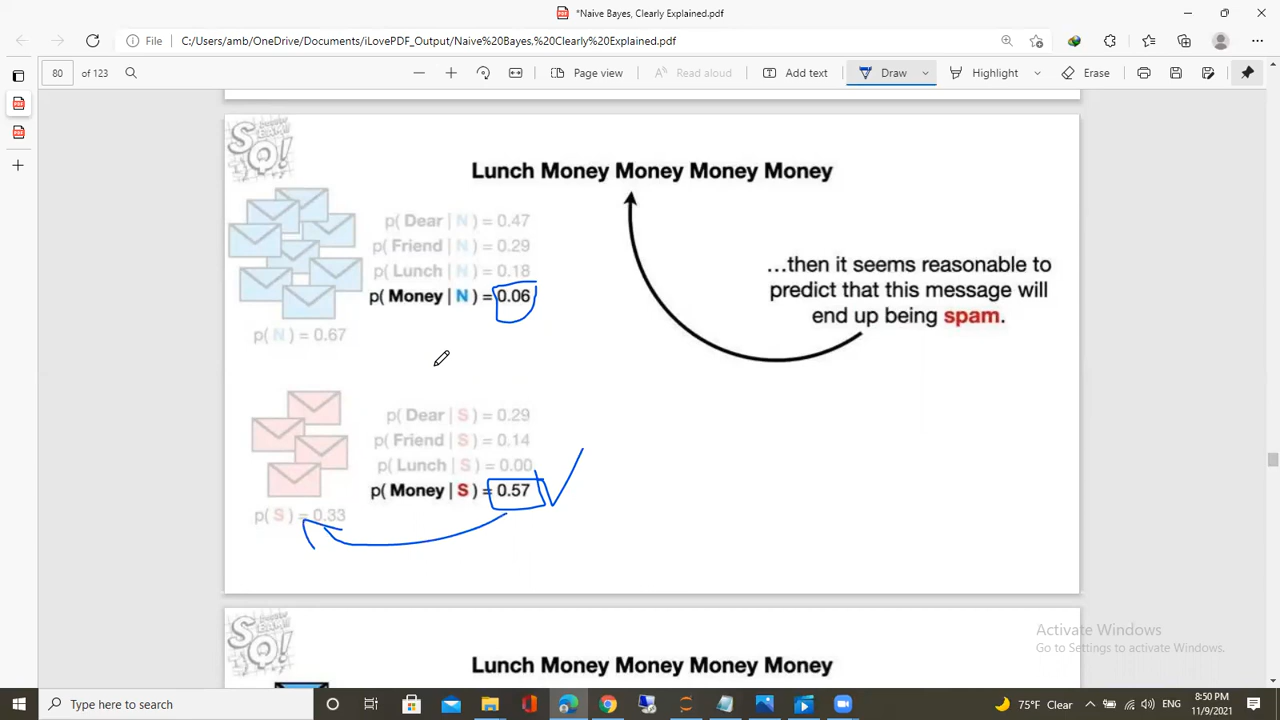 *Naive Bayes, Clearly Explained.pdf
File C:/Users/amb/OneDrive/Documents/iLovePDF_Output/Naive%20Bayes,%20Clearly%20Explained.pdf
80 of 123 Page view Read aloud Add text Draw Highlight Erase
Lunch Money Money Money Money
p( Dear | N ) = 0.47
p( Friend | N ) = 0.29
p( Lunch | N ) = 0.18
p( Money | N ) = 0.06
p( N ) = 0.67
…then it seems reasonable to
predict that this message will
end up being spam.
p( Dear | S ) = 0.29
p( Friend | S ) = 0.14
p( Lunch | S ) = 0.00
p( Money | S ) = 0.57
p( S ) = 0.33
Lunch Money Money Money Money
Activate Windows
Go to Settings to activate Windows.
Type here to search
75°F Clear
8:50 PM
11/9/2021